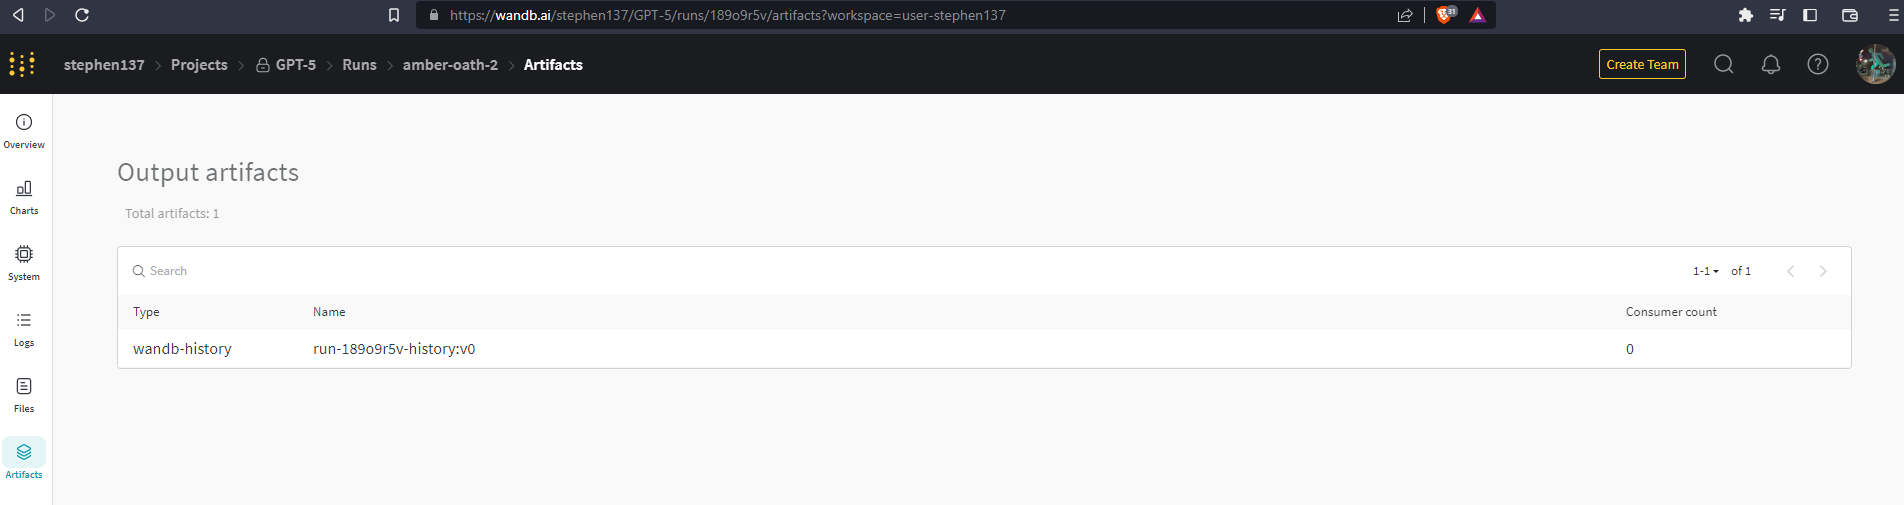 https://wandb.ai/stephen137/GPT-5/runs/189o9r5v/artifacts?workspace=user-stephen137
31
stephen137 > Projects > GPT-5 > Runs > amber-oath-2 > Artifacts
Create Team
Overview
Charts
System
Logs
Files
Artifacts
Output artifacts
Total artifacts: 1
Search
1-1 of 1
Type Name Consumer count
wandb-history run-189o9r5v-history:v0 0